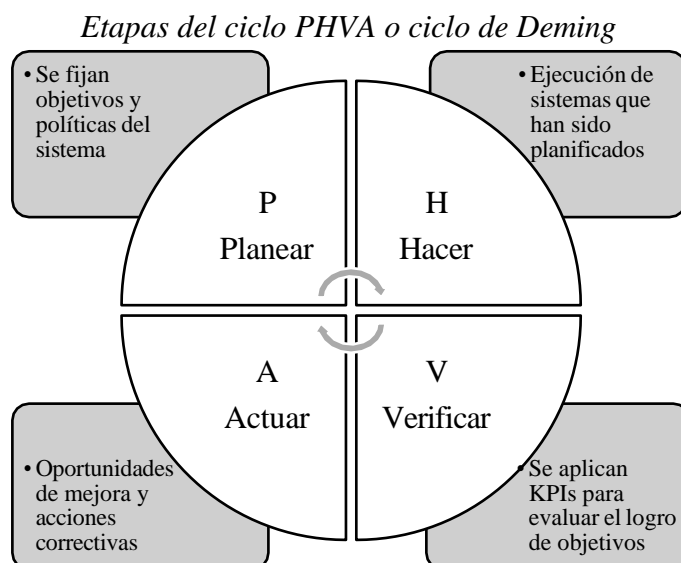 Etapas del ciclo PHVA o ciclo de Deming
• Se fijan
objetivos y
políticas del
sistema
• Ejecución de
sistemas que
han sido
planificados
P
Planear
H
Hacer
A
Actuar
V
Verificar
• Oportunidades
de mejora y
acciones
correctivas
• Se aplican
KPIs para
evaluar el logro
de objetivos